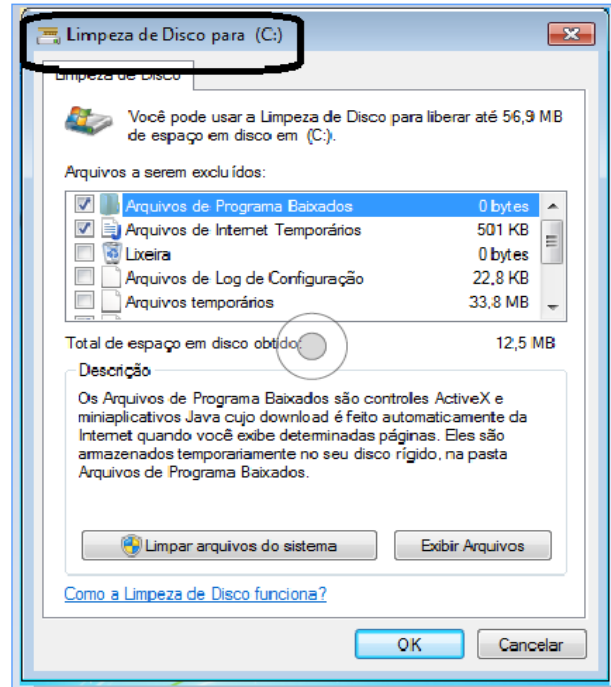 Limpeza de Disco para (C:)
Limpeza de Disco
Você pode usar a Limpeza de Disco para liberar até 56,9 MB
de espaço em disco em (C:).
Arquivos a serem excluídos:
Arquivos de Programa Baixados 0 bytes
Arquivos de Internet Temporários 501 KB
Lixeira 0 bytes
Arquivos de Log de Configuração 22,8 KB
Arquivos temporários 33,8 MB
Total de espaço em disco obtido: 12,5 MB
Descrição
Os Arquivos de Programa Baixados são controles ActiveX e
miniaplicativos Java cujo download é feito automaticamente da
Internet quando você exibe determinadas páginas. Eles são
armazenados temporariamente no seu disco rígido, na pasta
Arquivos de Programa Baixados.
Limpar arquivos do sistema Exibir Arquivos
Como a Limpeza de Disco funciona?
OK Cancelar